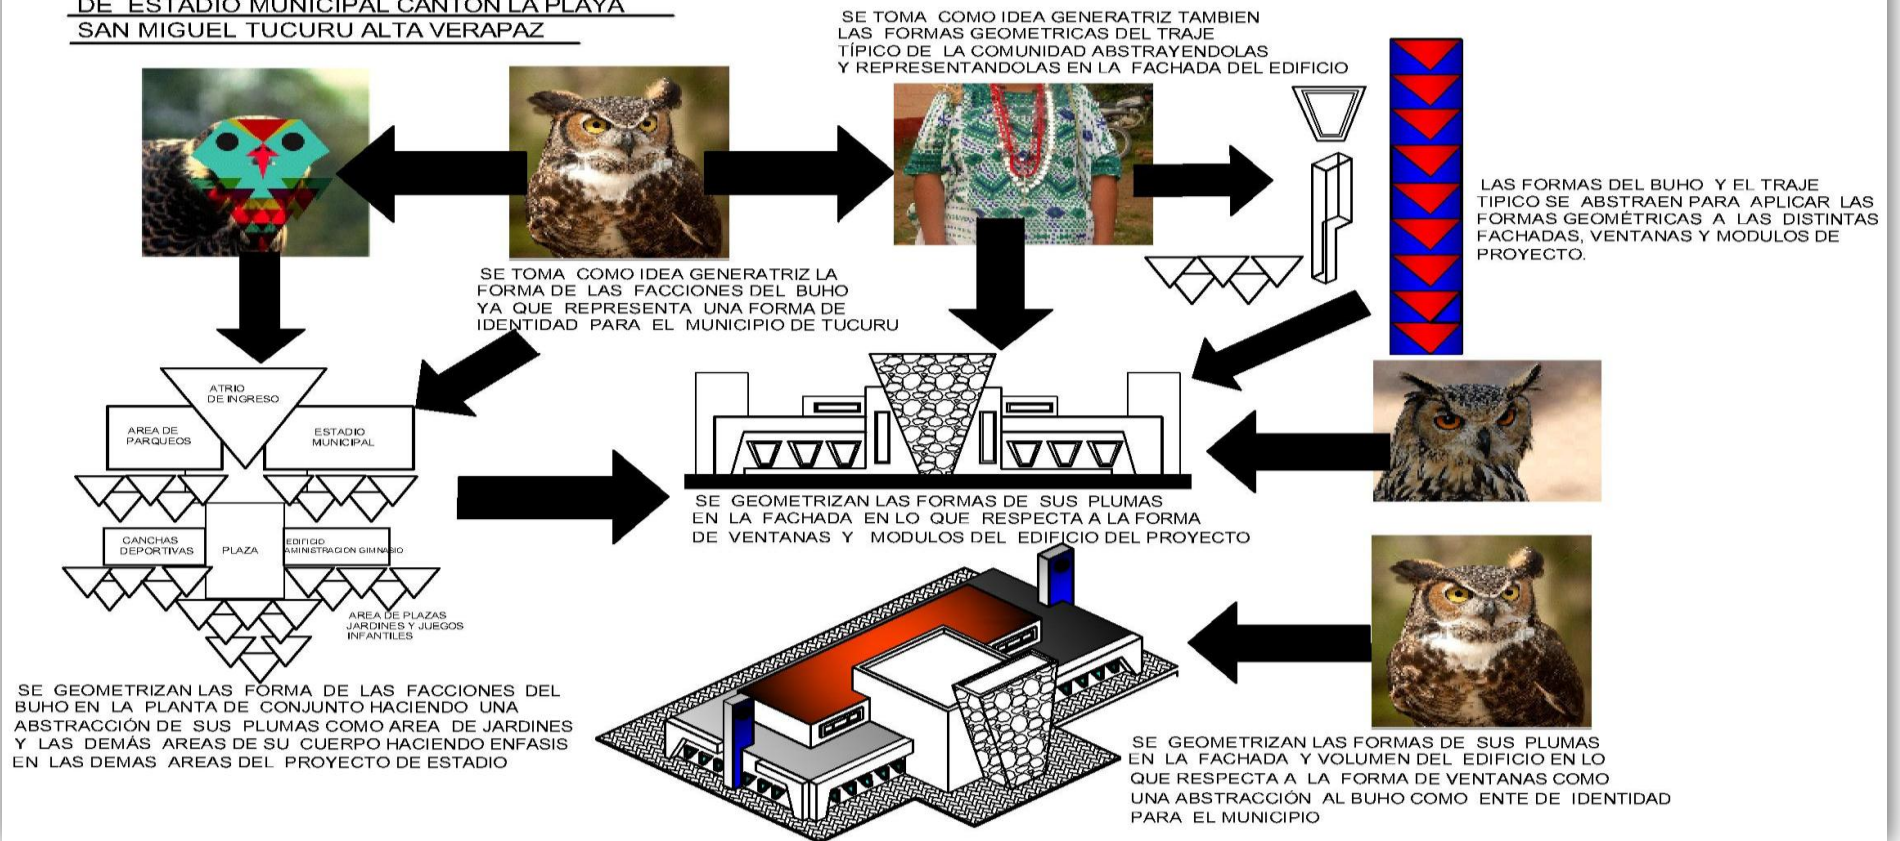 DE ESTADIO MUNICIPAL CANTON LA PLAYA
SAN MIGUEL TUCURU ALTA VERAPAZ
SE TOMA COMO IDEA GENERATRIZ TAMBIEN
LAS FORMAS GEOMETRICAS DEL TRAJE
TÍPICO DE LA COMUNIDAD ABSTRAYENDOLAS
Y REPRESENTANDOLAS EN LA FACHADA DEL EDIFICIO
LAS FORMAS DEL BUHO Y EL TRAJE
TIPICO SE ABSTRAEN PARA APLICAR LAS
FORMAS GEOMÉTRICAS A LAS DISTINTAS
FACHADAS, VENTANAS Y MODULOS DE
PROYECTO.
SE TOMA COMO IDEA GENERATRIZ LA
FORMA DE LAS FACCIONES DEL BUHO
YA QUE REPRESENTA UNA FORMA DE
IDENTIDAD PARA EL MUNICIPIO DE TUCURU
ATRIO
DE INGRESO
AREA DE
PARQUEOS
ESTADIO
MUNICIPAL
CANCHAS
DEPORTIVAS
PLAZA
EDIFICIO
AMINISTRACION GIMNASIO
AREA DE PLAZAS
JARDINES Y JUEGOS
INFANTILES
SE GEOMETRIZAN LAS FORMAS DE SUS PLUMAS
EN LA FACHADA EN LO QUE RESPECTA A LA FORMA
DE VENTANAS Y MODULOS DEL EDIFICIO DEL PROYECTO
SE GEOMETRIZAN LAS FORMA DE LAS FACCIONES DEL
BUHO EN LA PLANTA DE CONJUNTO HACIENDO UNA
ABSTRACCIÓN DE SUS PLUMAS COMO AREA DE JARDINES
Y LAS DEMÁS AREAS DE SU CUERPO HACIENDO ENFASIS
EN LAS DEMAS AREAS DEL PROYECTO DE ESTADIO
SE GEOMETRIZAN LAS FORMAS DE SUS PLUMAS
EN LA FACHADA Y VOLUMEN DEL EDIFICIO EN LO
QUE RESPECTA A LA FORMA DE VENTANAS COMO
UNA ABSTRACCIÓN AL BUHO COMO ENTE DE IDENTIDAD
PARA EL MUNICIPIO